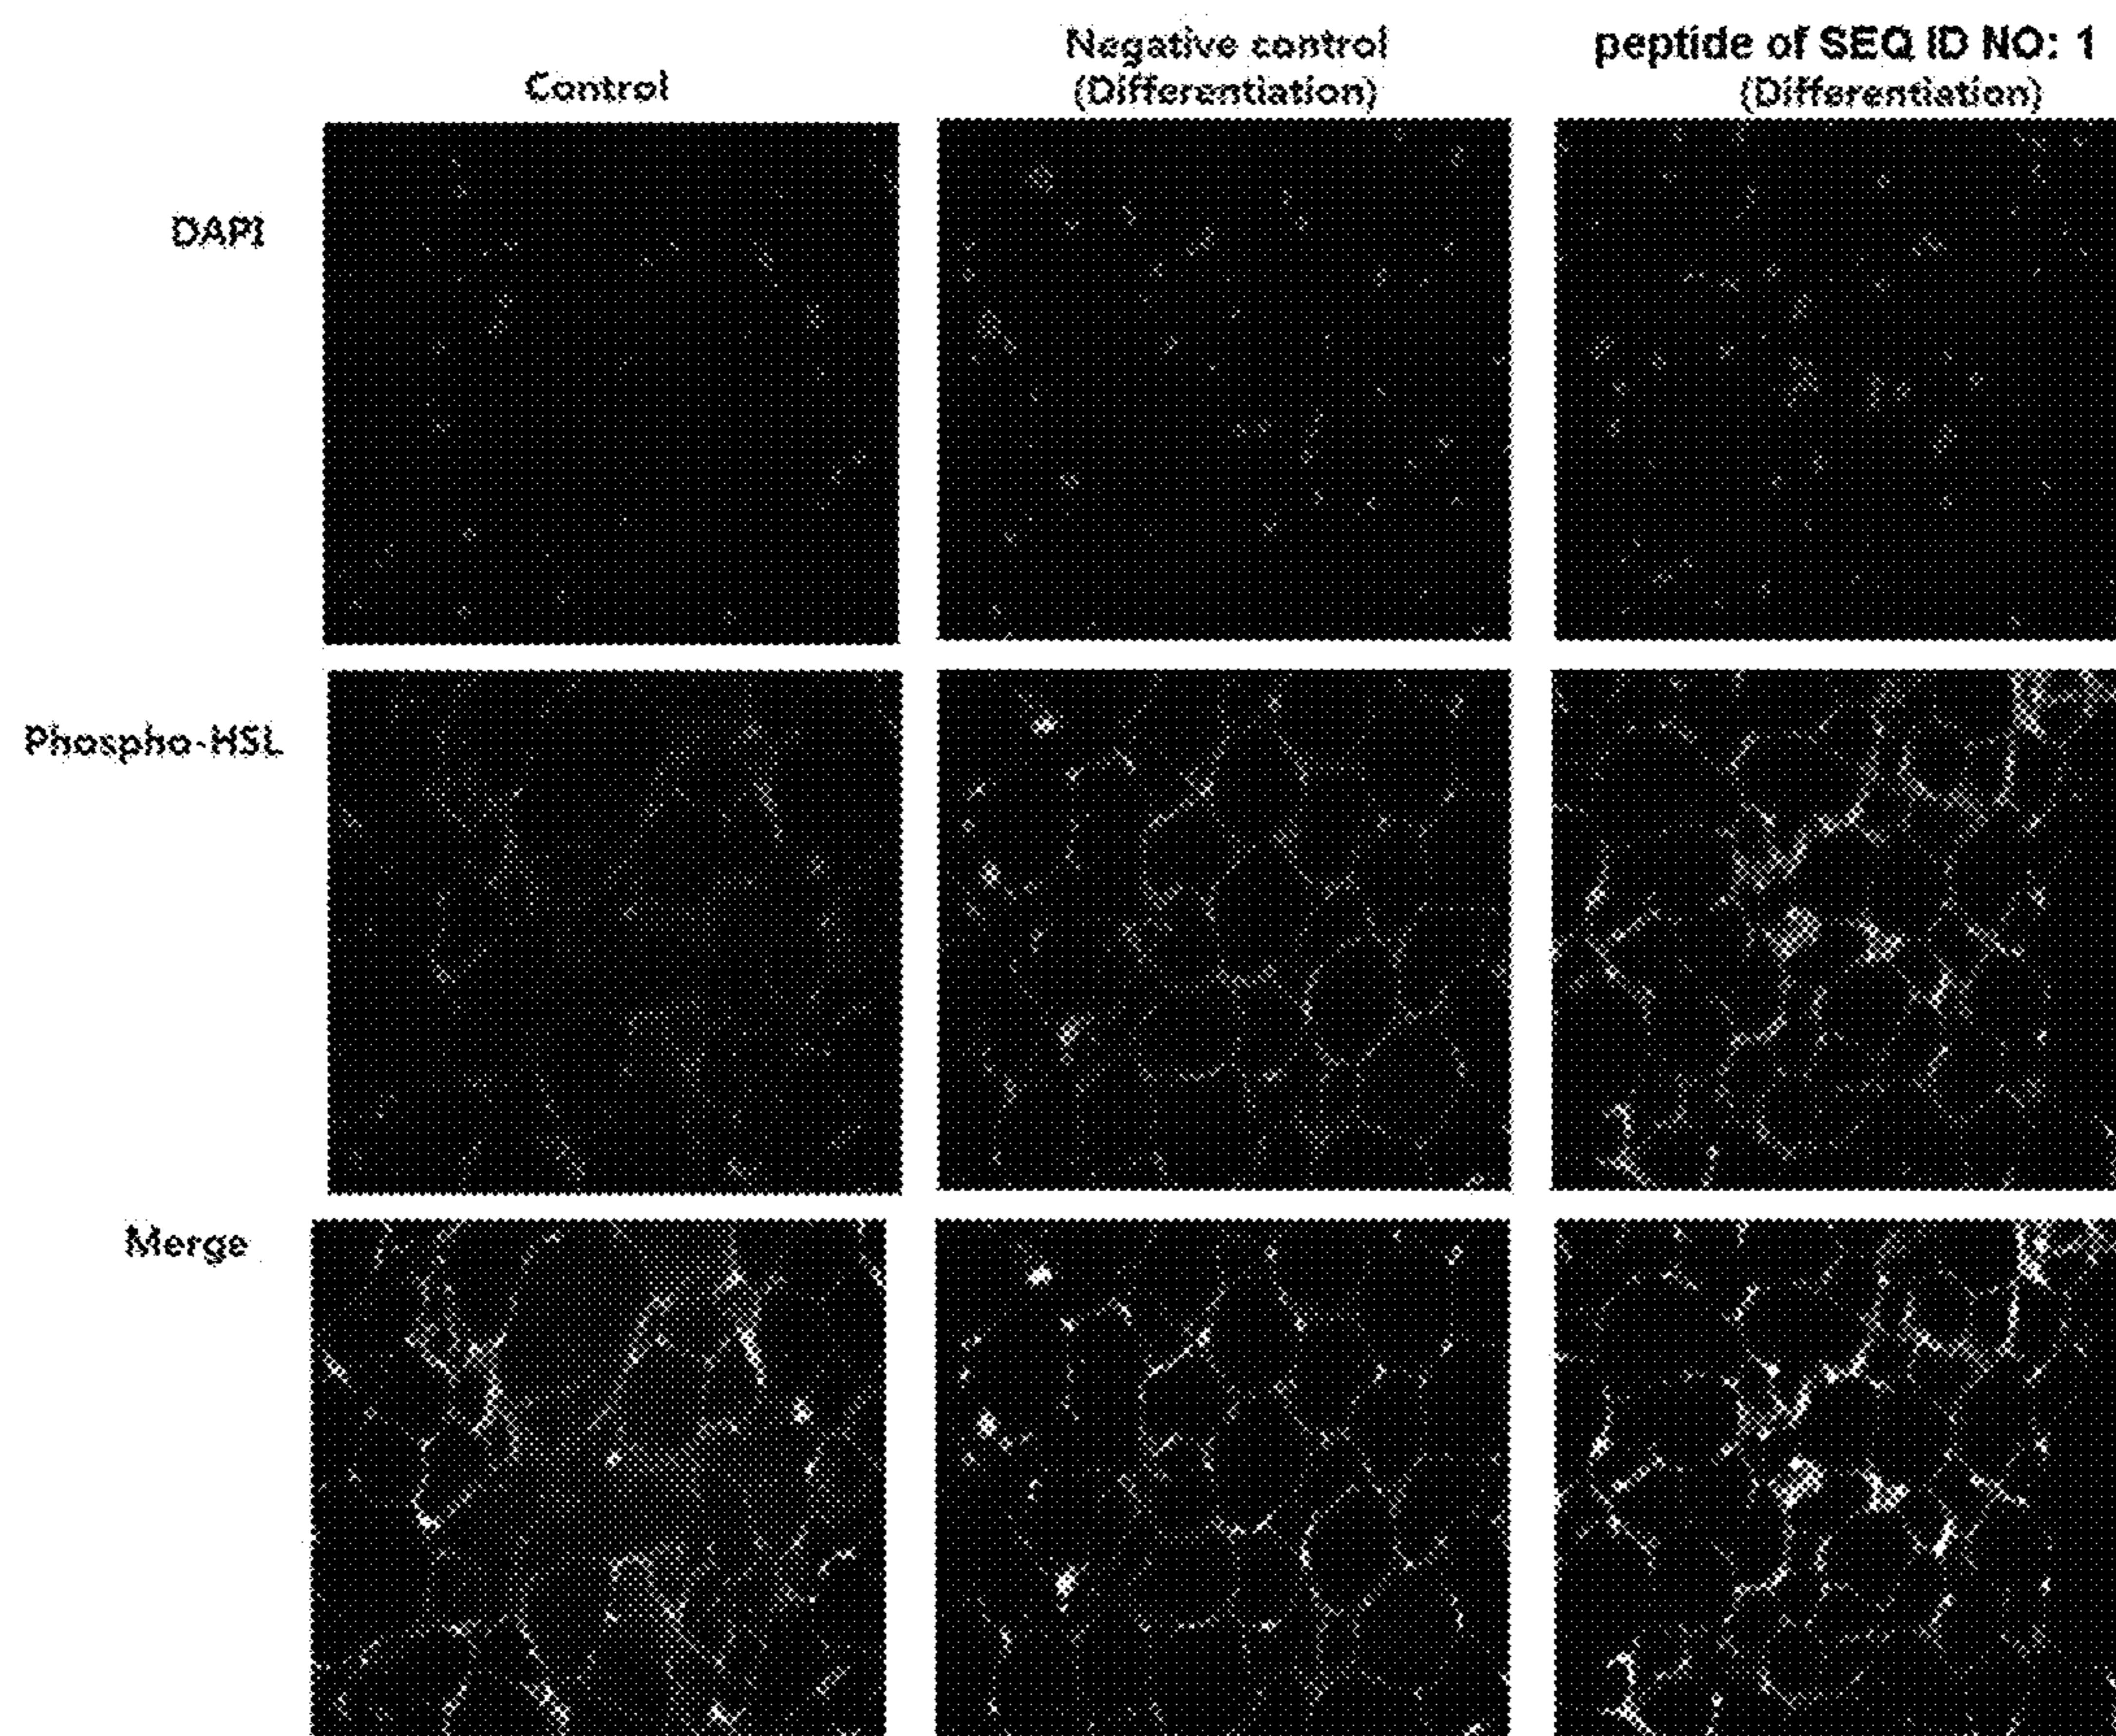 Control
Negative control
(Differentiation)
peptide of SEQ ID NO: 1
(Differentiation)
DAPI
Phospho-HSL
Merge